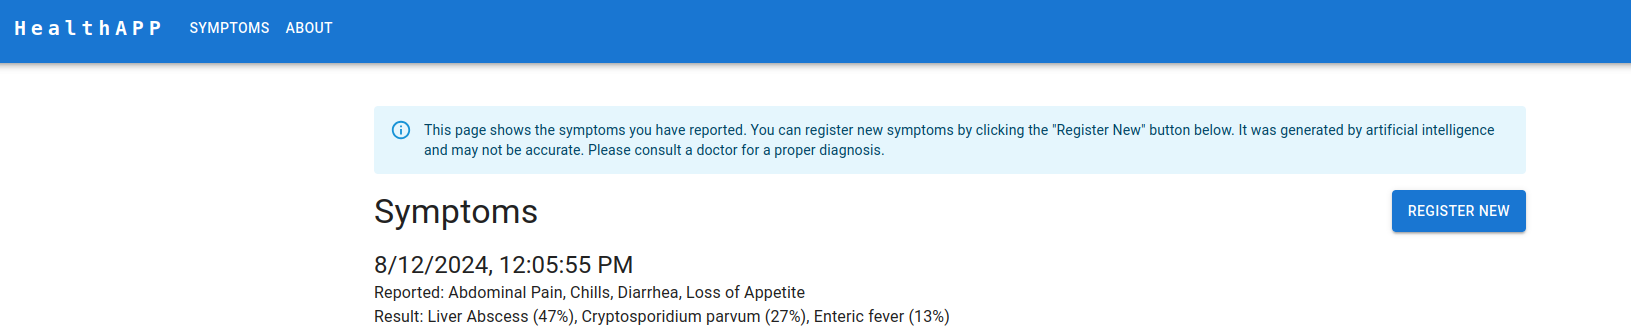 HealthAPP SYMPTOMS ABOUT
This page shows the symptoms you have reported. You can register new symptoms by clicking the "Register New" button below. It was generated by artificial intelligence
and may not be accurate. Please consult a doctor for a proper diagnosis.
Symptoms
REGISTER NEW
8/12/2024, 12:05:55 PM
Reported: Abdominal Pain, Chills, Diarrhea, Loss of Appetite
Result: Liver Abscess (47%), Cryptosporidium parvum (27%), Enteric fever (13%)